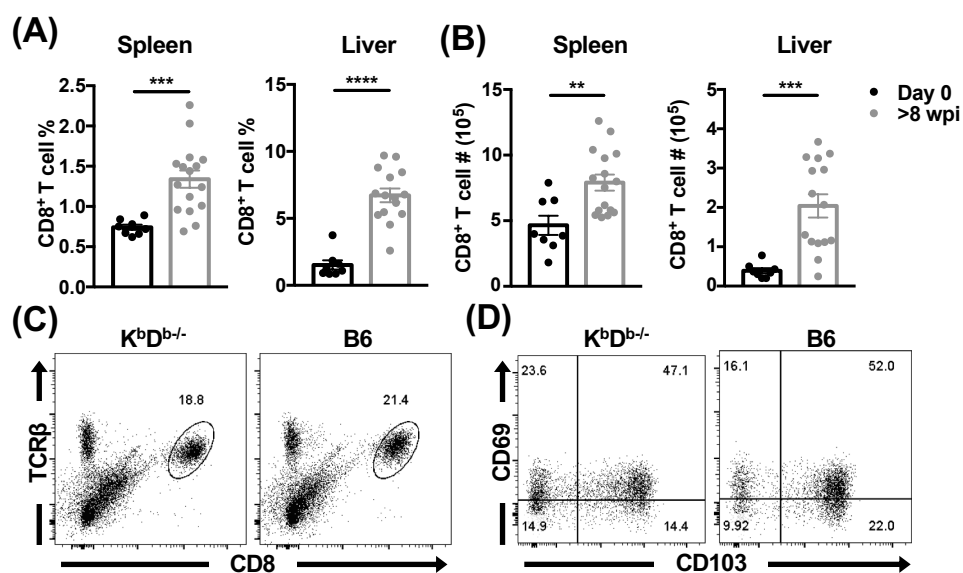 (A)
Spleen
Liver
CD8⁺ T cell %
2.5
2.0
1.5
1.0
0.5
0.0
***
CD8⁺ T cell %
15
10
5
0
****
(B)
Spleen
Liver
CD8⁺ T cell # (10⁵)
15
10
5
0
**
CD8⁺ T cell # (10⁵)
5
4
3
2
1
0
***
Day 0
>8 wpi
(C)
KᵇDᵇ⁻/⁻
B6
TCRβ
18.8
21.4
CD8
(D)
KᵇDᵇ⁻/⁻
B6
CD69
23.6
47.1
14.9
14.4
16.1
52.0
9.92
22.0
CD103